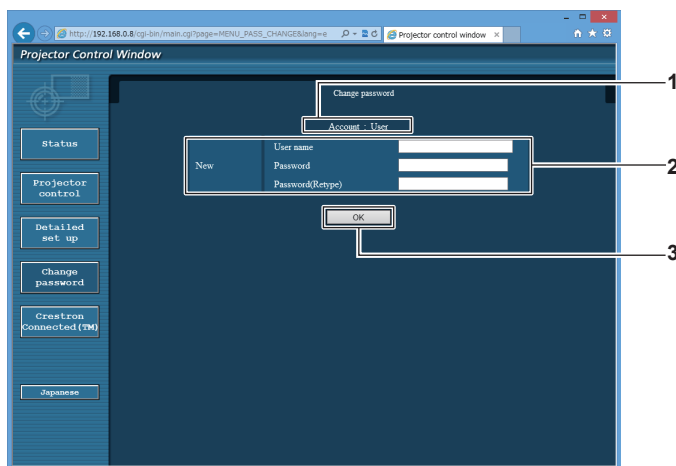 http://192.168.0.8/cgi-bin/main.cgi?page=MENU_PASS_CHANGE&lang=e
Projector control window
Projector Control Window
Change password
1
Account : User
Status
User name
New
Password
2
Password(Retype)
Projector
control
OK
Detailed
set up
3
Change
password
Crestron
Connected(TM)
Japanese